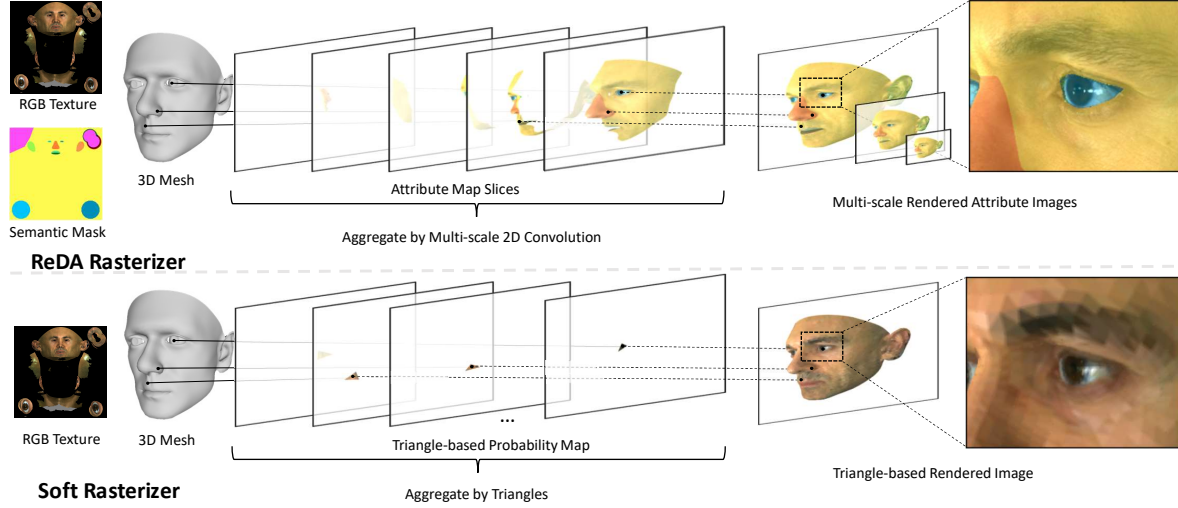 RGB Texture
3D Mesh
Attribute Map Slices
Multi-scale Rendered Attribute Images
Semantic Mask
Aggregate by Multi-scale 2D Convolution
ReDA Rasterizer
RGB Texture
3D Mesh
...
Triangle-based Probability Map
Triangle-based Rendered Image
Soft Rasterizer
Aggregate by Triangles